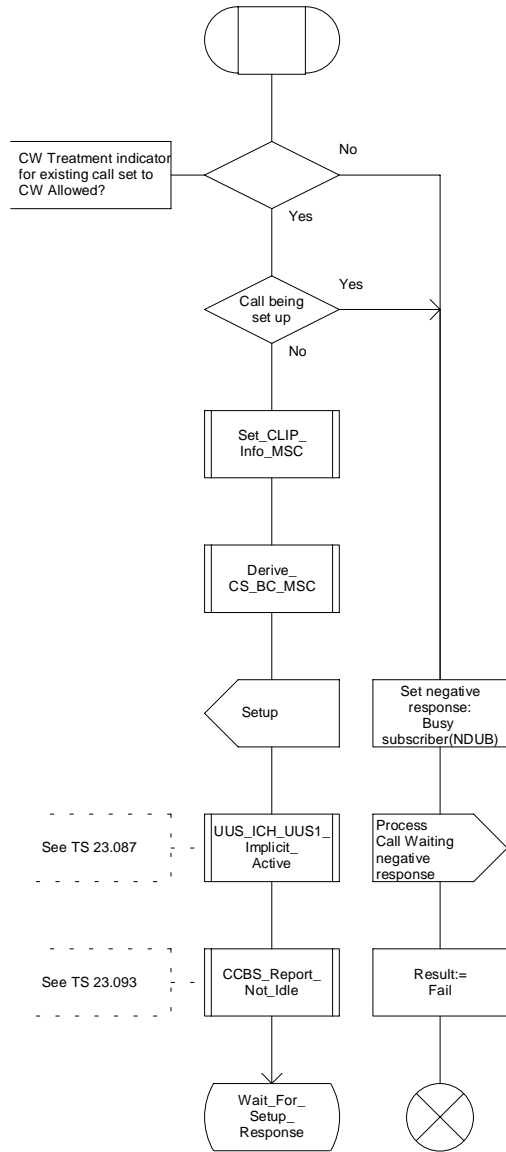 CW Treatment indicator
for existing call set to
CW Allowed?
No
Yes
Call being
set up
Yes
No
Set_CLIP_
Info_MSC
Derive_
CS_BC_MSC
Setup
Set negative
response:
Busy
subscriber(NDUB)
See TS 23.087
UUS_ICH_UUS1_
Implicit_
Active
Process
Call Waiting
negative
response
See TS 23.093
CCBS_Report_
Not_Idle
Result:=
Fail
Wait_For_
Setup_
Response